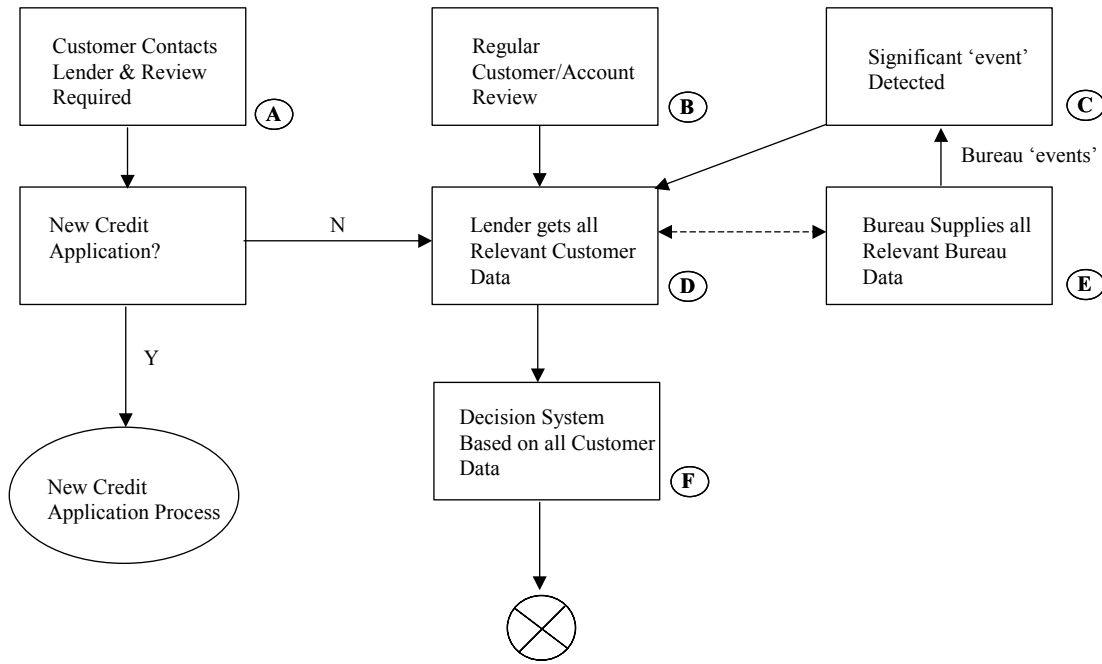 Customer Contacts
Lender & Review
Required
A
Regular
Customer/Account
Review
B
Significant ‘event’
Detected
C
Bureau ‘events’
New Credit
Application?
N
Lender gets all
Relevant Customer
Data
D
Bureau Supplies all
Relevant Bureau
Data
E
Y
Decision System
Based on all Customer
Data
F
New Credit
Application Process